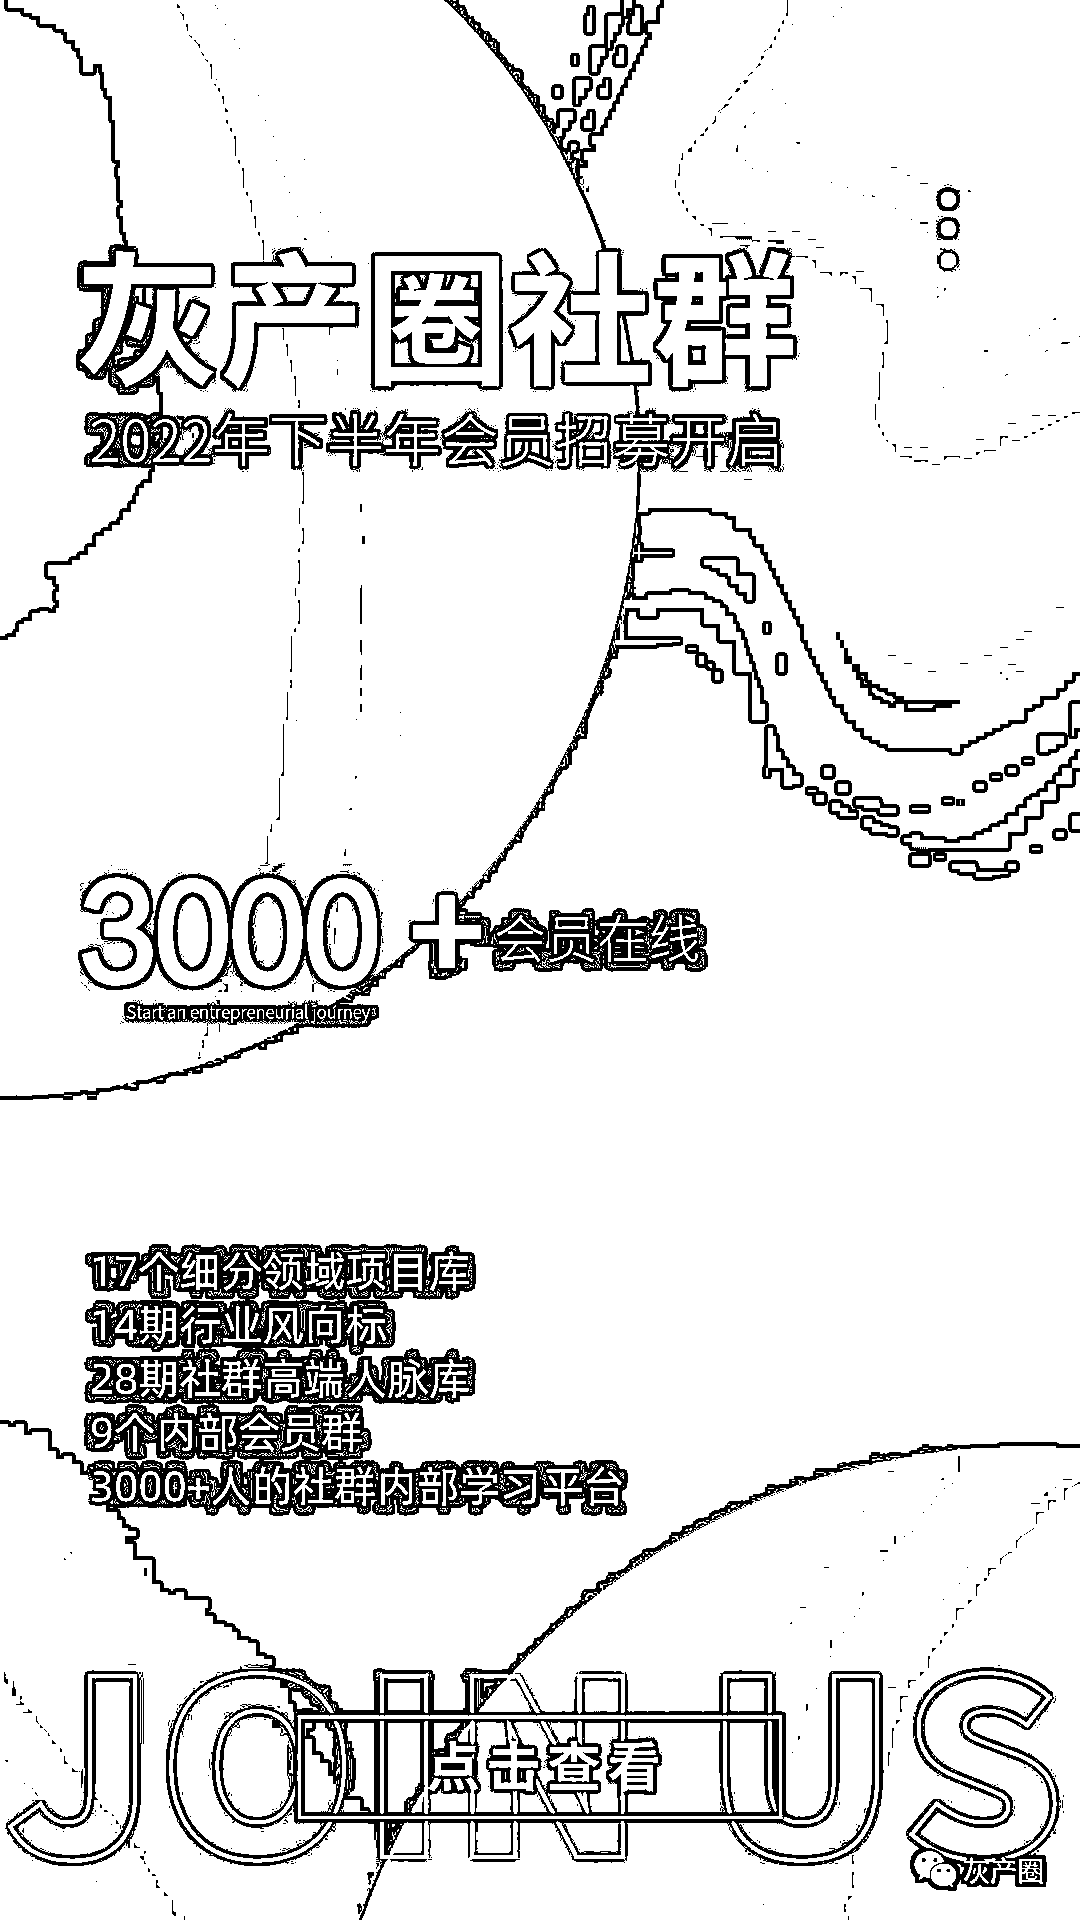 灰产圈社群
2022年下半年会员招募开启
3000+会员在线
Start an entrepreneurial journey
17个细分领域项目库
14期行业风向标
28期社群高端人脉库
9个内部会员群
3000+人的社群内部学习平台
JOIN US
点击查看
灰产圈